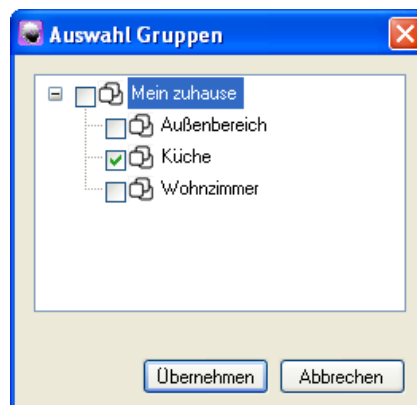 Auswahl Gruppen
Mein zuhause
Außenbereich
Küche
Wohnzimmer
Übernehmen Abbrechen